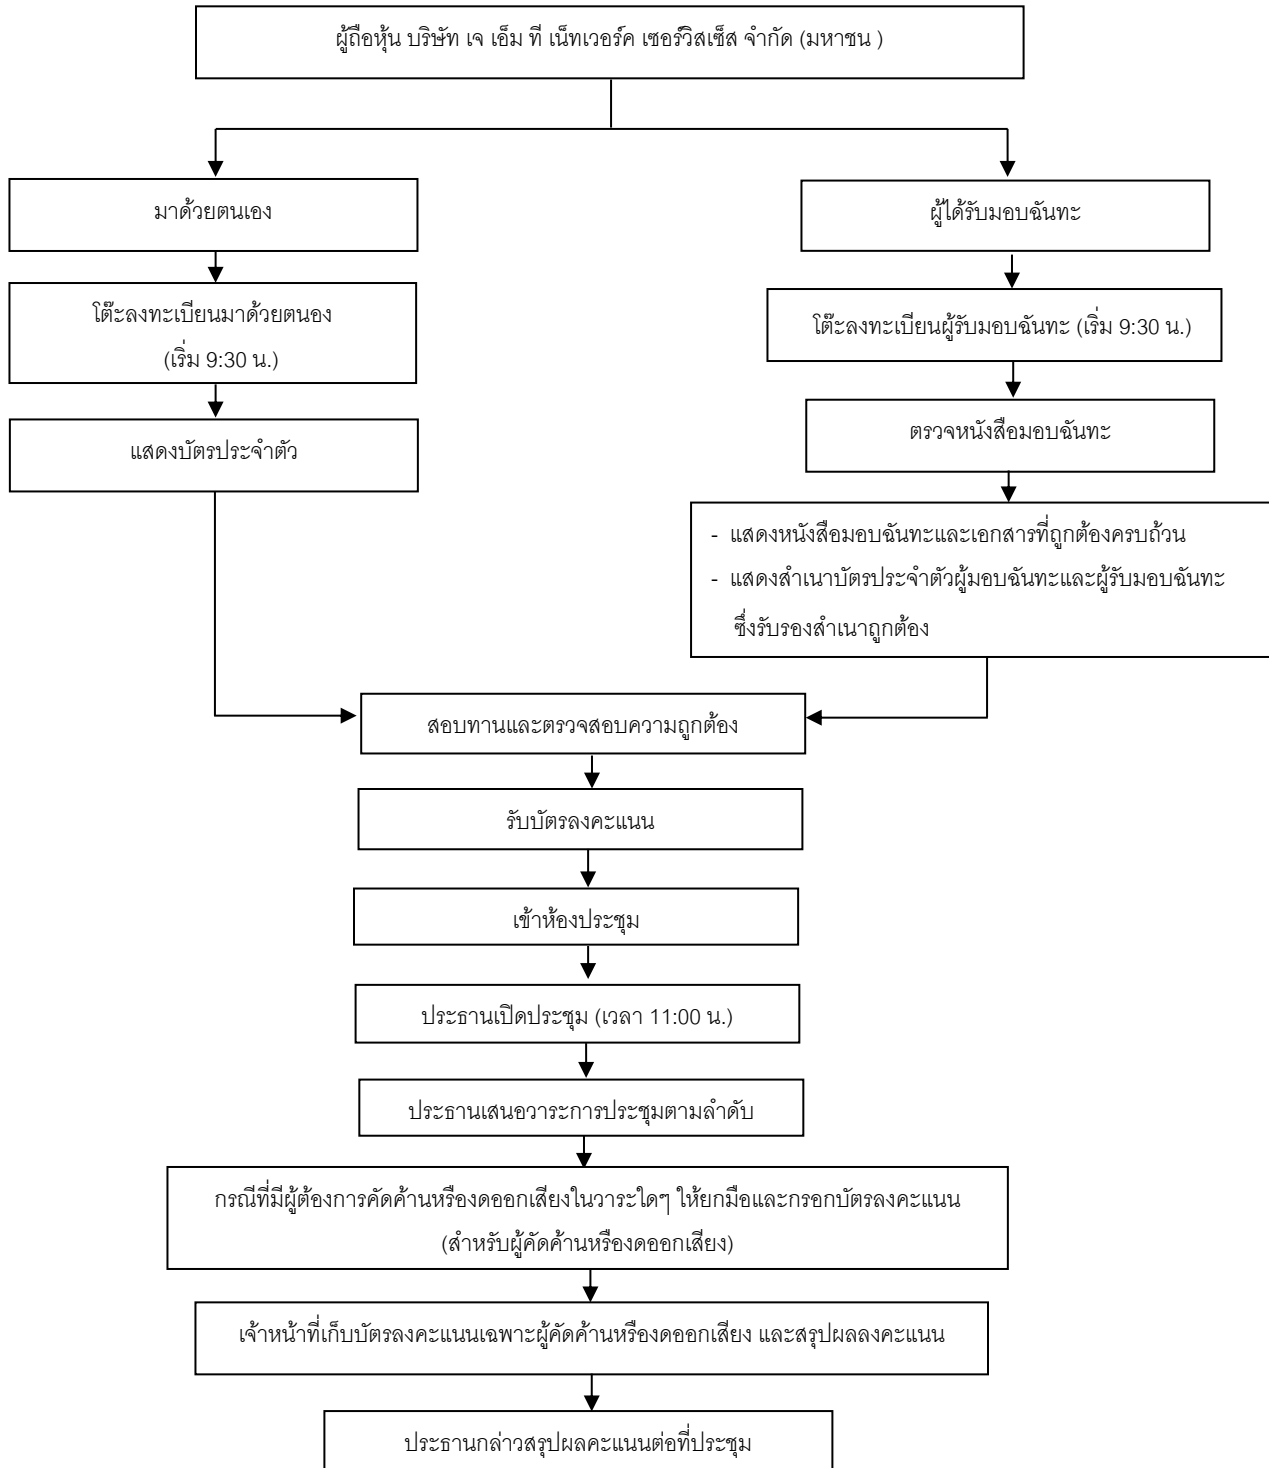 ผู้ถือหุ้น บริษัท เจ เอ็ม ที เน็ทเวอร์ค เซอร์วิสเซ็ส จำกัด (มหาชน )
มาด้วยตนเอง
โต๊ะลงทะเบียนมาด้วยตนอง
(เริ่ม 9:30 น.)
แสดงบัตรประจำตัว
ผู้ได้รับมอบฉันทะ
โต๊ะลงทะเบียนผู้รับมอบฉันทะ (เริ่ม 9:30 น.)
ตรวจหนังสือมอบฉันทะ
- แสดงหนังสือมอบฉันทะและเอกสารที่ถูกต้องครบถ้วน
- แสดงสำเนาบัตรประจำตัวผู้มอบฉันทะและผู้รับมอบฉันทะ
ซึ่งรับรองสำเนาถูกต้อง
สอบทานและตรวจสอบความถูกต้อง
รับบัตรลงคะแนน
เข้าห้องประชุม
ประธานเปิดประชุม (เวลา 11:00 น.)
ประธานเสนอวาระการประชุมตามลำดับ
กรณีที่มีผู้ต้องการคัดค้านหรืองดออกเสียงในวาระใดๆ ให้ยกมือและกรอกบัตรลงคะแนน
(สำหรับผู้คัดค้านหรืองดออกเสียง)
เจ้าหน้าที่เก็บบัตรลงคะแนนเฉพาะผู้คัดค้านหรืองดออกเสียง และสรุปผลลงคะแนน
ประธานกล่าวสรุปผลคะแนนต่อที่ประชุม